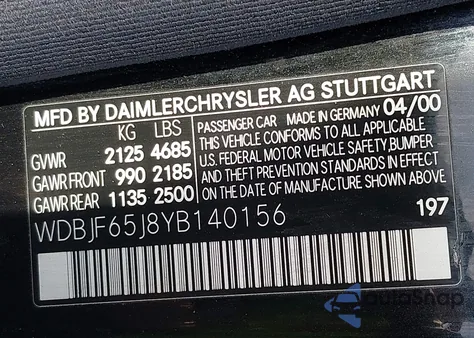 MFD BY DAIMLERCHRYSLER AG STUTTGART
KG LBS
GVWR 2125 4685
GAWR FRONT 990 2185
GAWR REAR 1135 2500
PASSENGER CAR MADE IN GERMANY 04/00
THIS VEHICLE CONFORMS TO ALL APPLICABLE
U.S. FEDERAL MOTOR VEHICLE SAFETY,BUMPER
AND THEFT PREVENTION STANDARDS IN EFFECT
ON THE DATE OF MANUFACTURE SHOWN ABOVE.
WDBJF65J8YB140156
197
autoSnap